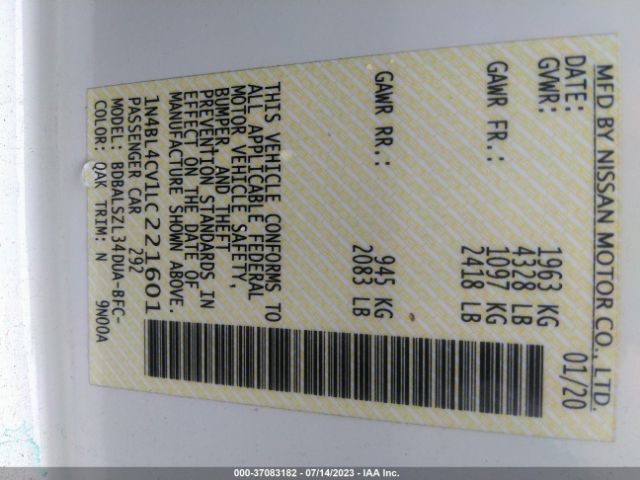 MFD BY NISSAN MOTOR CO., LTD.
DATE: 01/20
GVWR: 1963 KG
4328 LB
GAWR FR.: 1097 KG
2418 LB
GAWR RR.: 945 KG
2083 LB
THIS VEHICLE CONFORMS TO
ALL APPLICABLE FEDERAL
MOTOR VEHICLE SAFETY,
BUMPER, AND THEFT
PREVENTION STANDARDS IN
EFFECT ON THE DATE OF
MANUFACTURE SHOWN ABOVE.
1N4BL4CV1LC221601
PASSENGER CAR 292
MODEL: BDBALSZL34DUA-BFC-
COLOR: QAK TRIM: N 9N00A
000-37083182 - 07/14/2023 - IAA Inc.